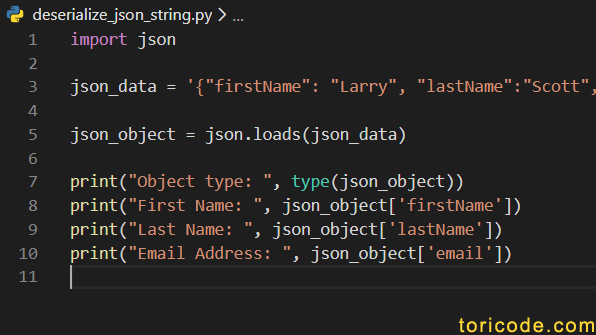 deserialize_json_string.py > ...
1 import json
2
3 json_data = '{"firstName": "Larry", "lastName":"Scott",
4
5 json_object = json.loads(json_data)
6
7 print("Object type: ", type(json_object))
8 print("First Name: ", json_object['firstName'])
9 print("Last Name: ", json_object['lastName'])
10 print("Email Address: ", json_object['email'])
11
toricode.com